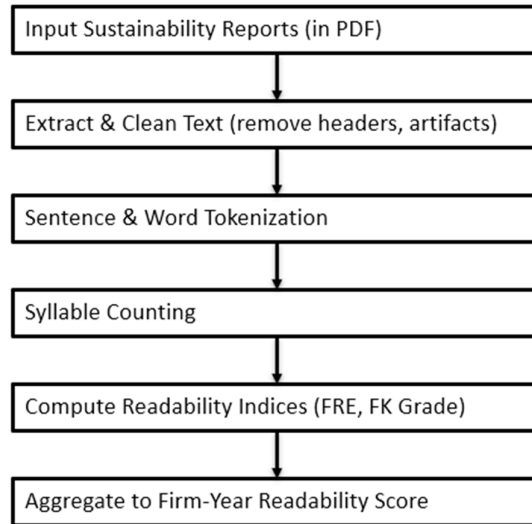 Input Sustainability Reports (in PDF)
Extract & Clean Text (remove headers, artifacts)
Sentence & Word Tokenization
Syllable Counting
Compute Readability Indices (FRE, FK Grade)
Aggregate to Firm-Year Readability Score